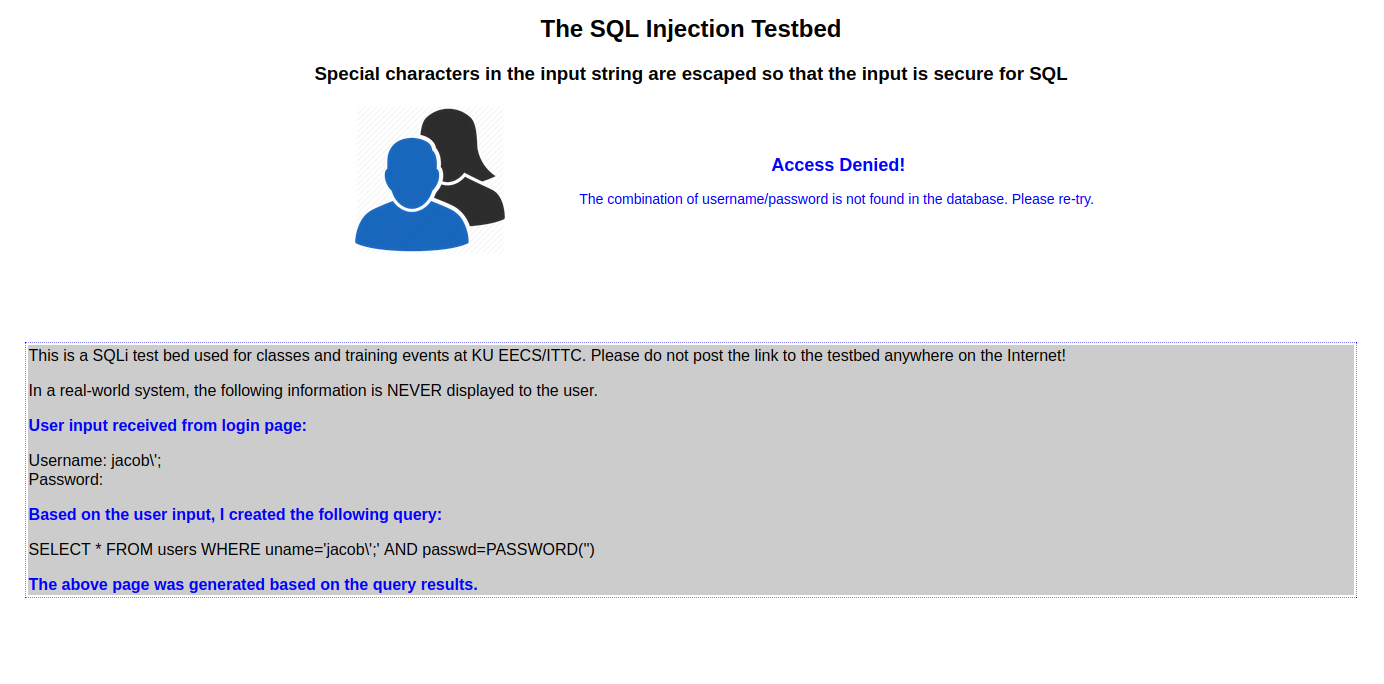 The SQL Injection Testbed
Special characters in the input string are escaped so that the input is secure for SQL
Access Denied!
The combination of username/password is not found in the database. Please re-try.
This is a SQLi test bed used for classes and training events at KU EECS/ITTC. Please do not post the link to the testbed anywhere on the Internet!
In a real-world system, the following information is NEVER displayed to the user.
User input received from login page:
Username: jacob\';
Password:
Based on the user input, I created the following query:
SELECT * FROM users WHERE uname='jacob\';' AND passwd=PASSWORD('')
The above page was generated based on the query results.